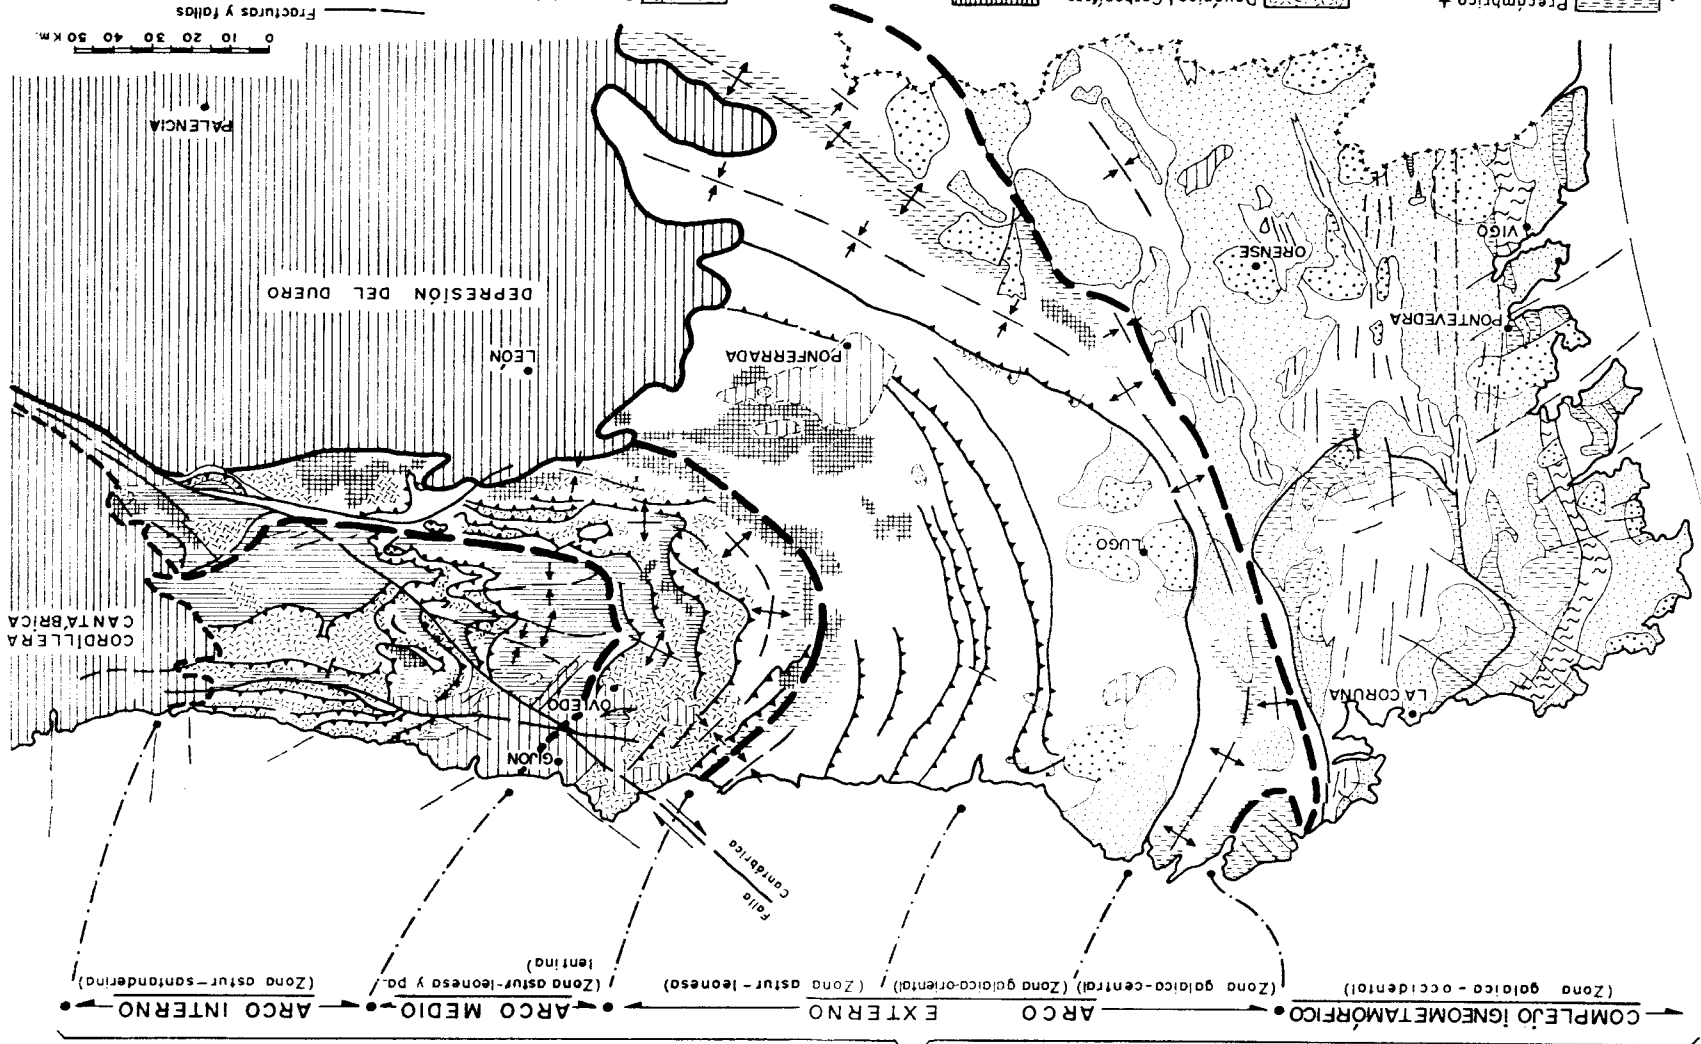 COMPLEJO IGNEOMETAMÓRFICO
(Zona galaico-occidental)
ARCO EXTERNO
(Zona galaico-central)
(Zona galaico-oriental)
(Zona astur-leonesa)
ARCO MEDIO
(Zona astur-leonesa y pa-
lentina)
ARCO INTERNO
(Zona astur-santanderina)
Falla
Cantábrica
GIJON
OVIEDO
LA CORUNA
CORDILLERA
CANTÁBRICA
LUGO
LEÓN
PONFERRADA
PONTEVEDRA
DEPRESIÓN DEL DUERO
ORENSE
VIGO
PALENCIA
0 10 20 30 40 50 Km.
Fracturas y fallas
Precámbrico